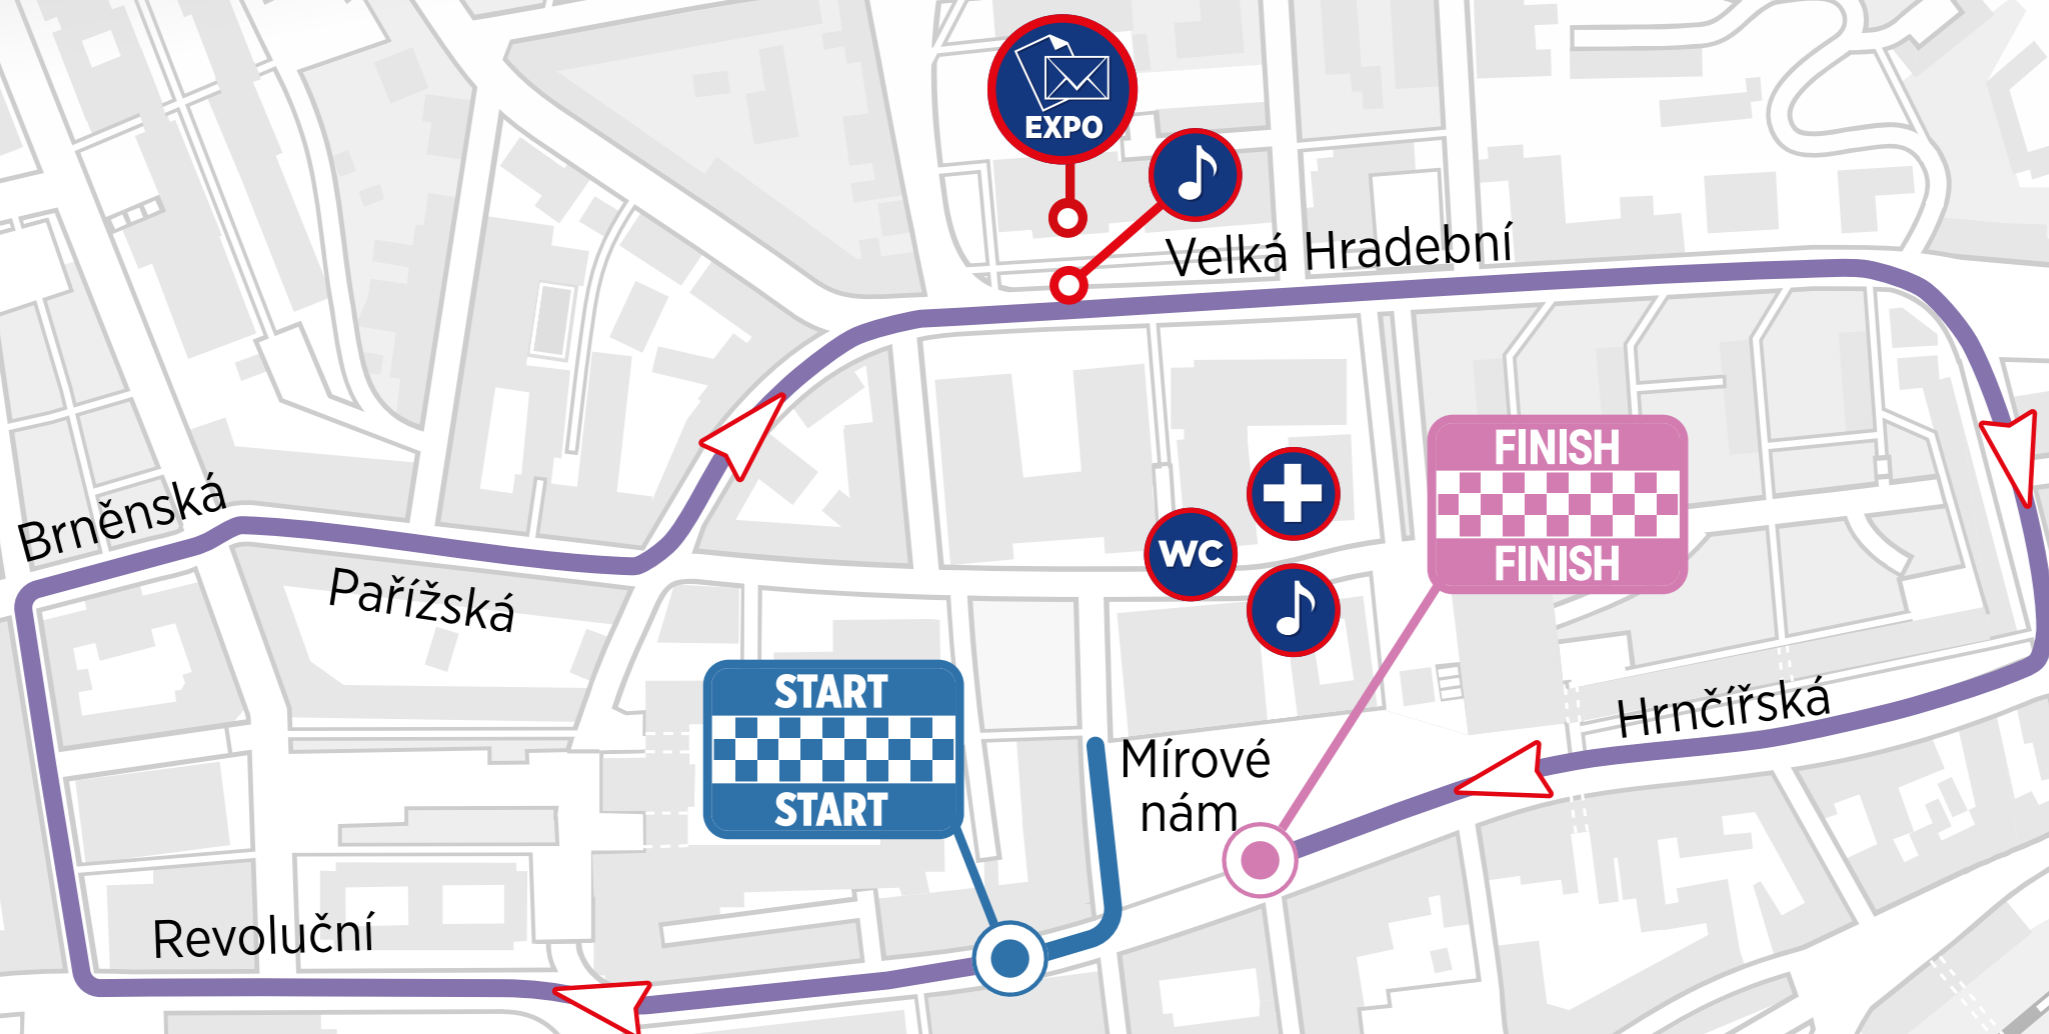 EXPO
Velká Hradební
FINISH
FINISH
Brněnská
WC
Pařížská
START
START
Hrnčířská
Mírové
nám
Revoluční